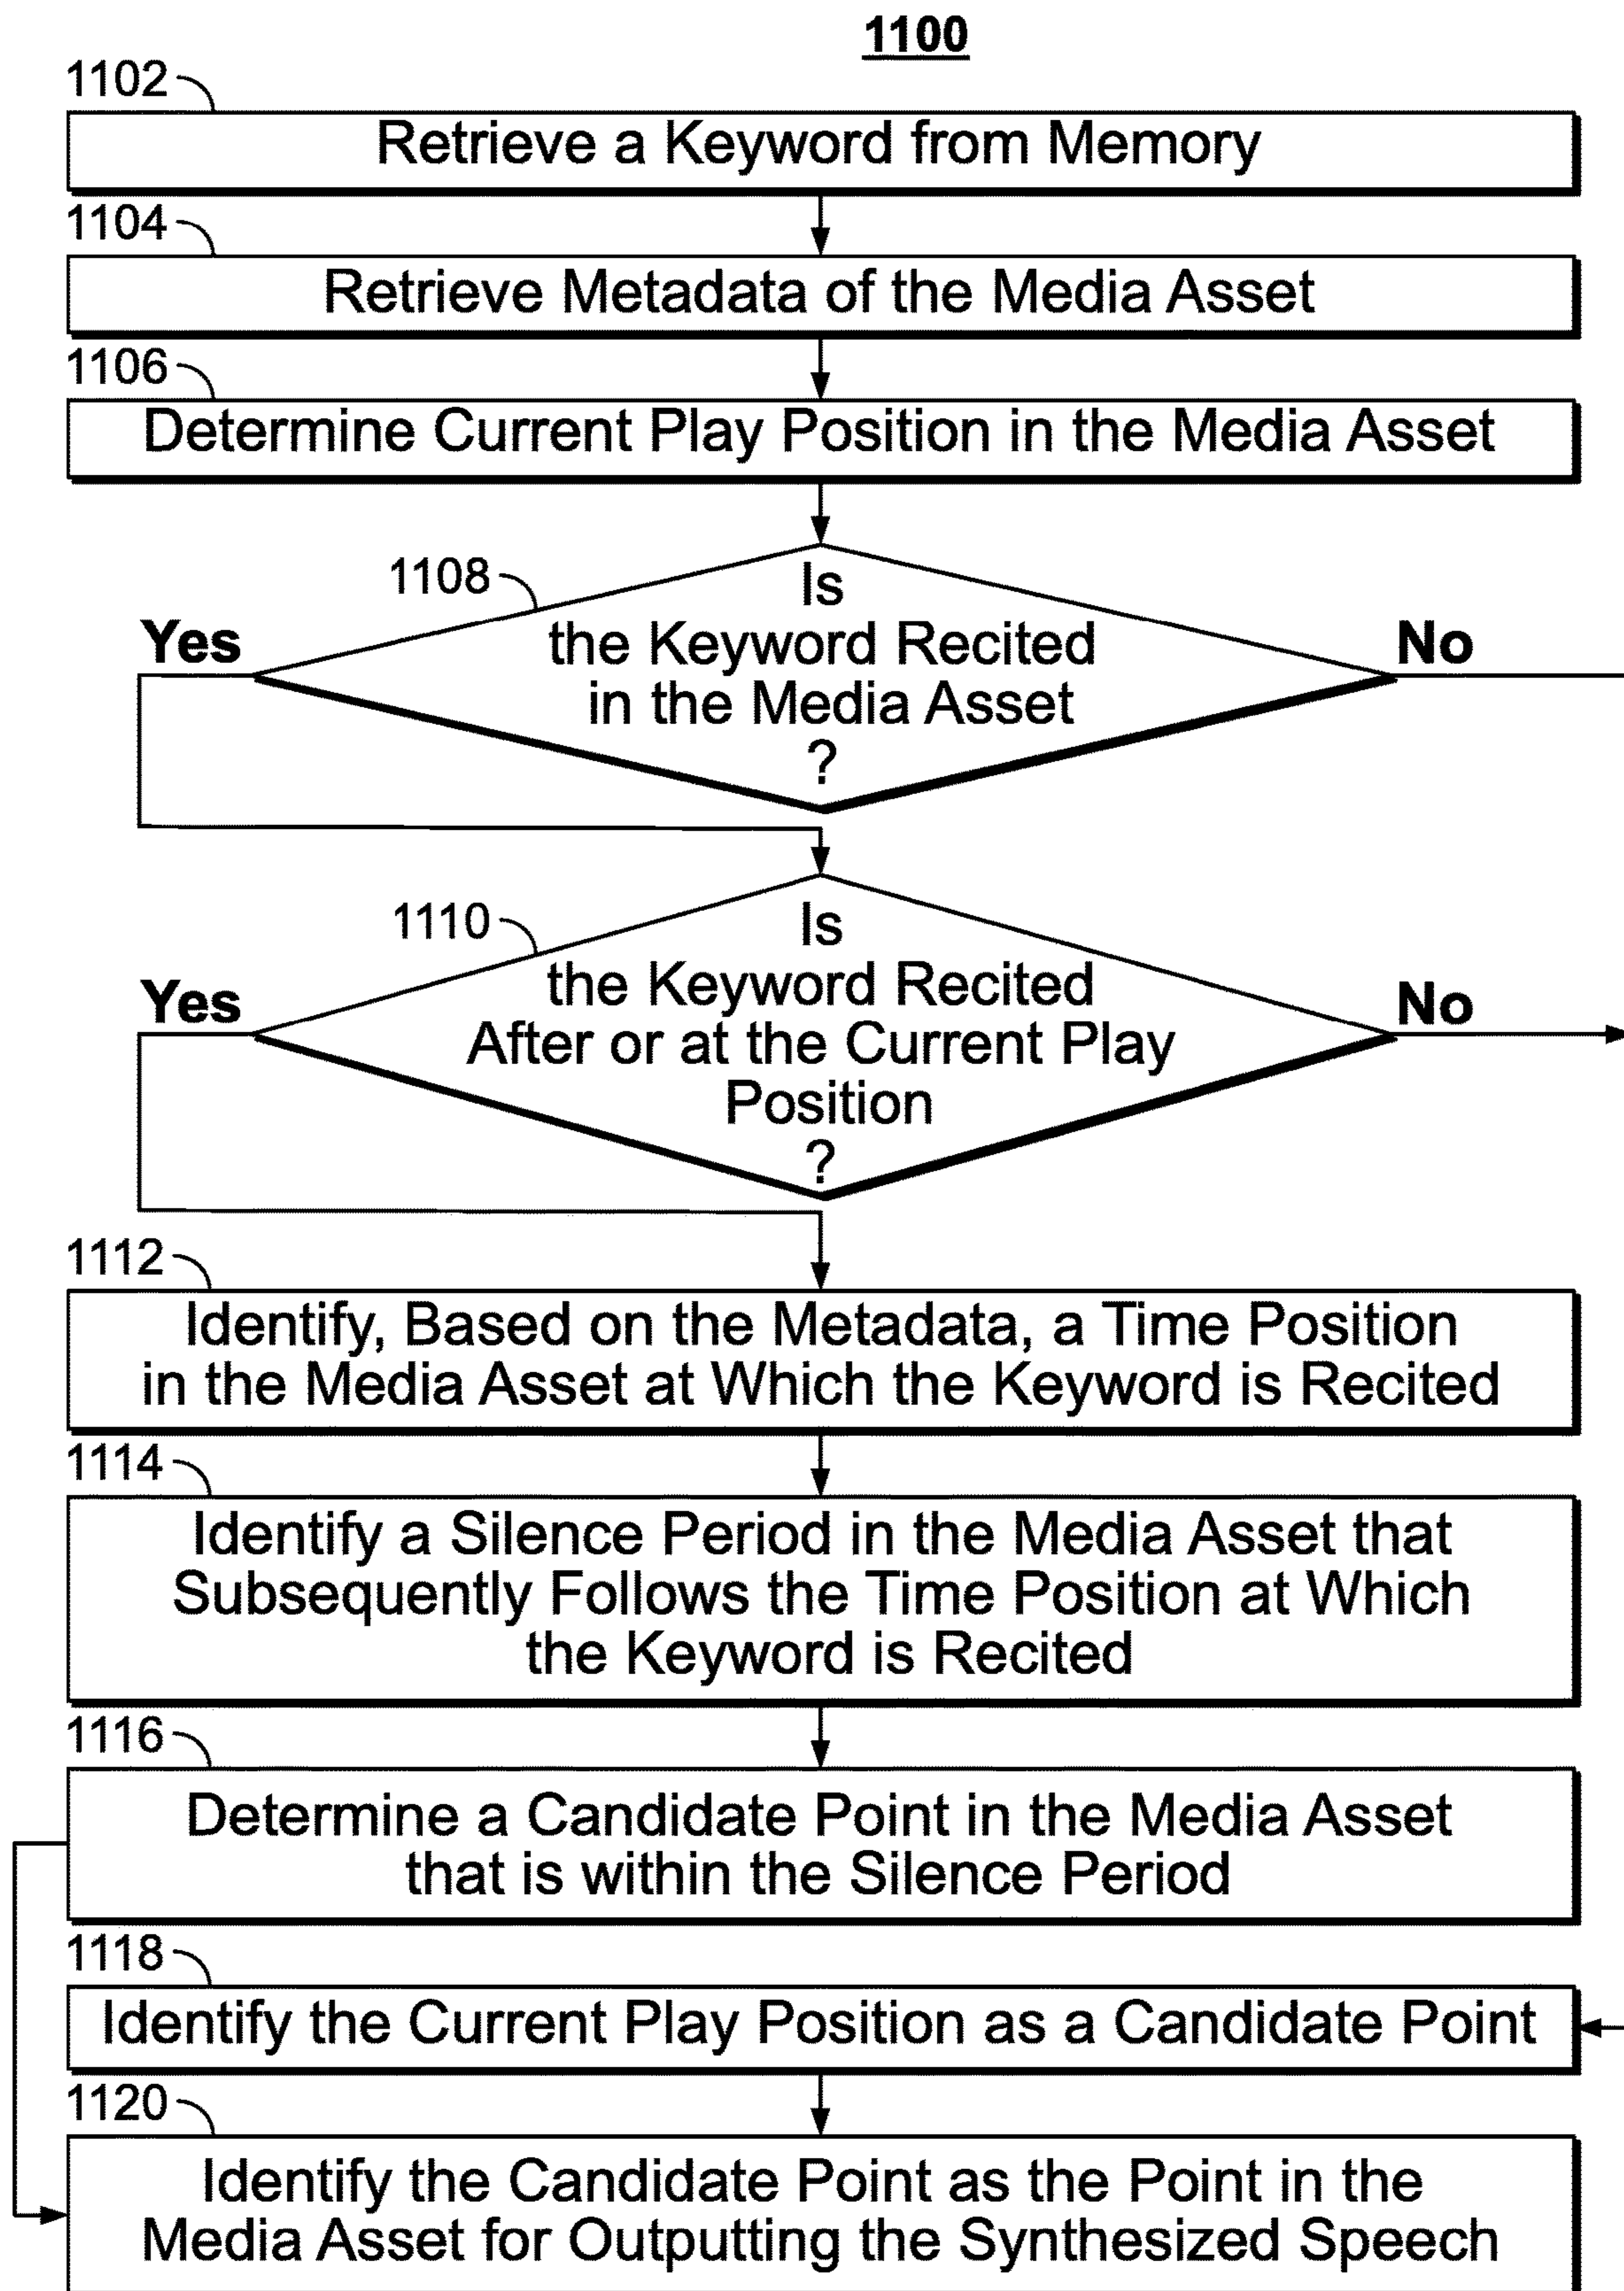 1100
1102
Retrieve a Keyword from Memory
1104
Retrieve Metadata of the Media Asset
1106
Determine Current Play Position in the Media Asset
1108
Is
the Keyword Recited
in the Media Asset
?
Yes
No
1110
Is
the Keyword Recited
After or at the Current Play
Position
?
Yes
No
1112
Identify, Based on the Metadata, a Time Position
in the Media Asset at Which the Keyword is Recited
1114
Identify a Silence Period in the Media Asset that
Subsequently Follows the Time Position at Which
the Keyword is Recited
1116
Determine a Candidate Point in the Media Asset
that is within the Silence Period
1118
Identify the Current Play Position as a Candidate Point
1120
Identify the Candidate Point as the Point in the
Media Asset for Outputting the Synthesized Speech